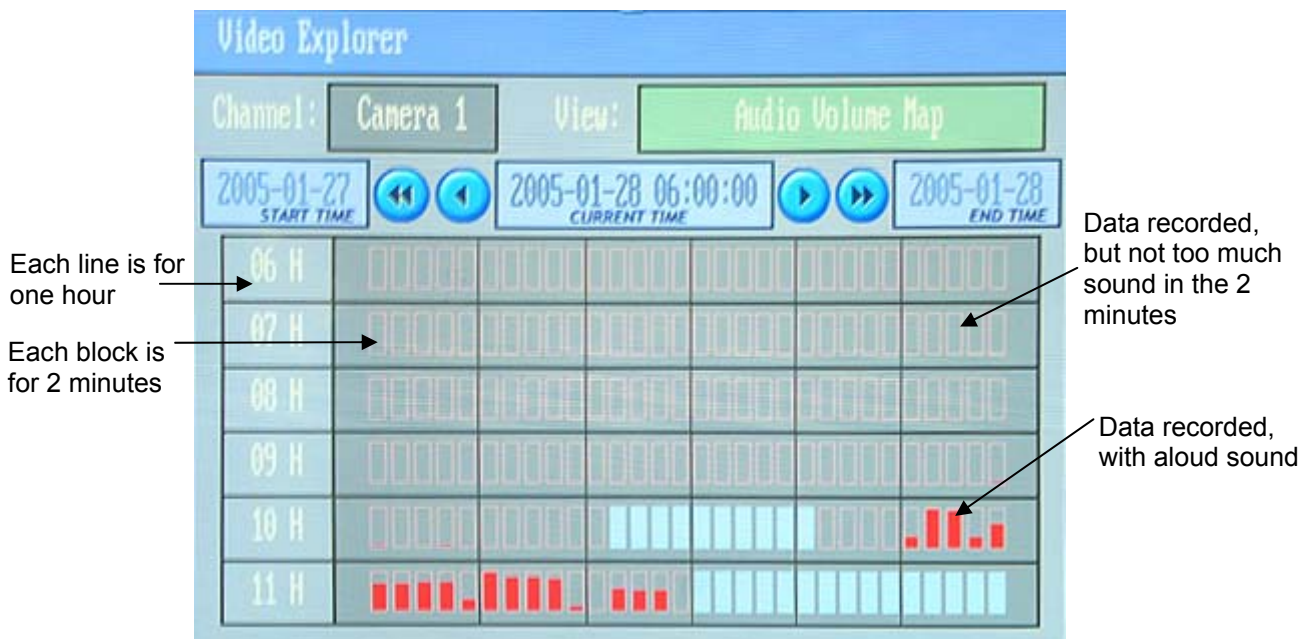 Video Explorer
Channel: Camera 1 View: Audio Volume Map
2005-01-27 2005-01-28 06:00:00 2005-01-28
START TIME CURRENT TIME END TIME
06 H
07 H
08 H
09 H
10 H
11 H
Each line is for
one hour
Each block is
for 2 minutes
Data recorded,
but not too much
sound in the 2
minutes
Data recorded,
with aloud sound